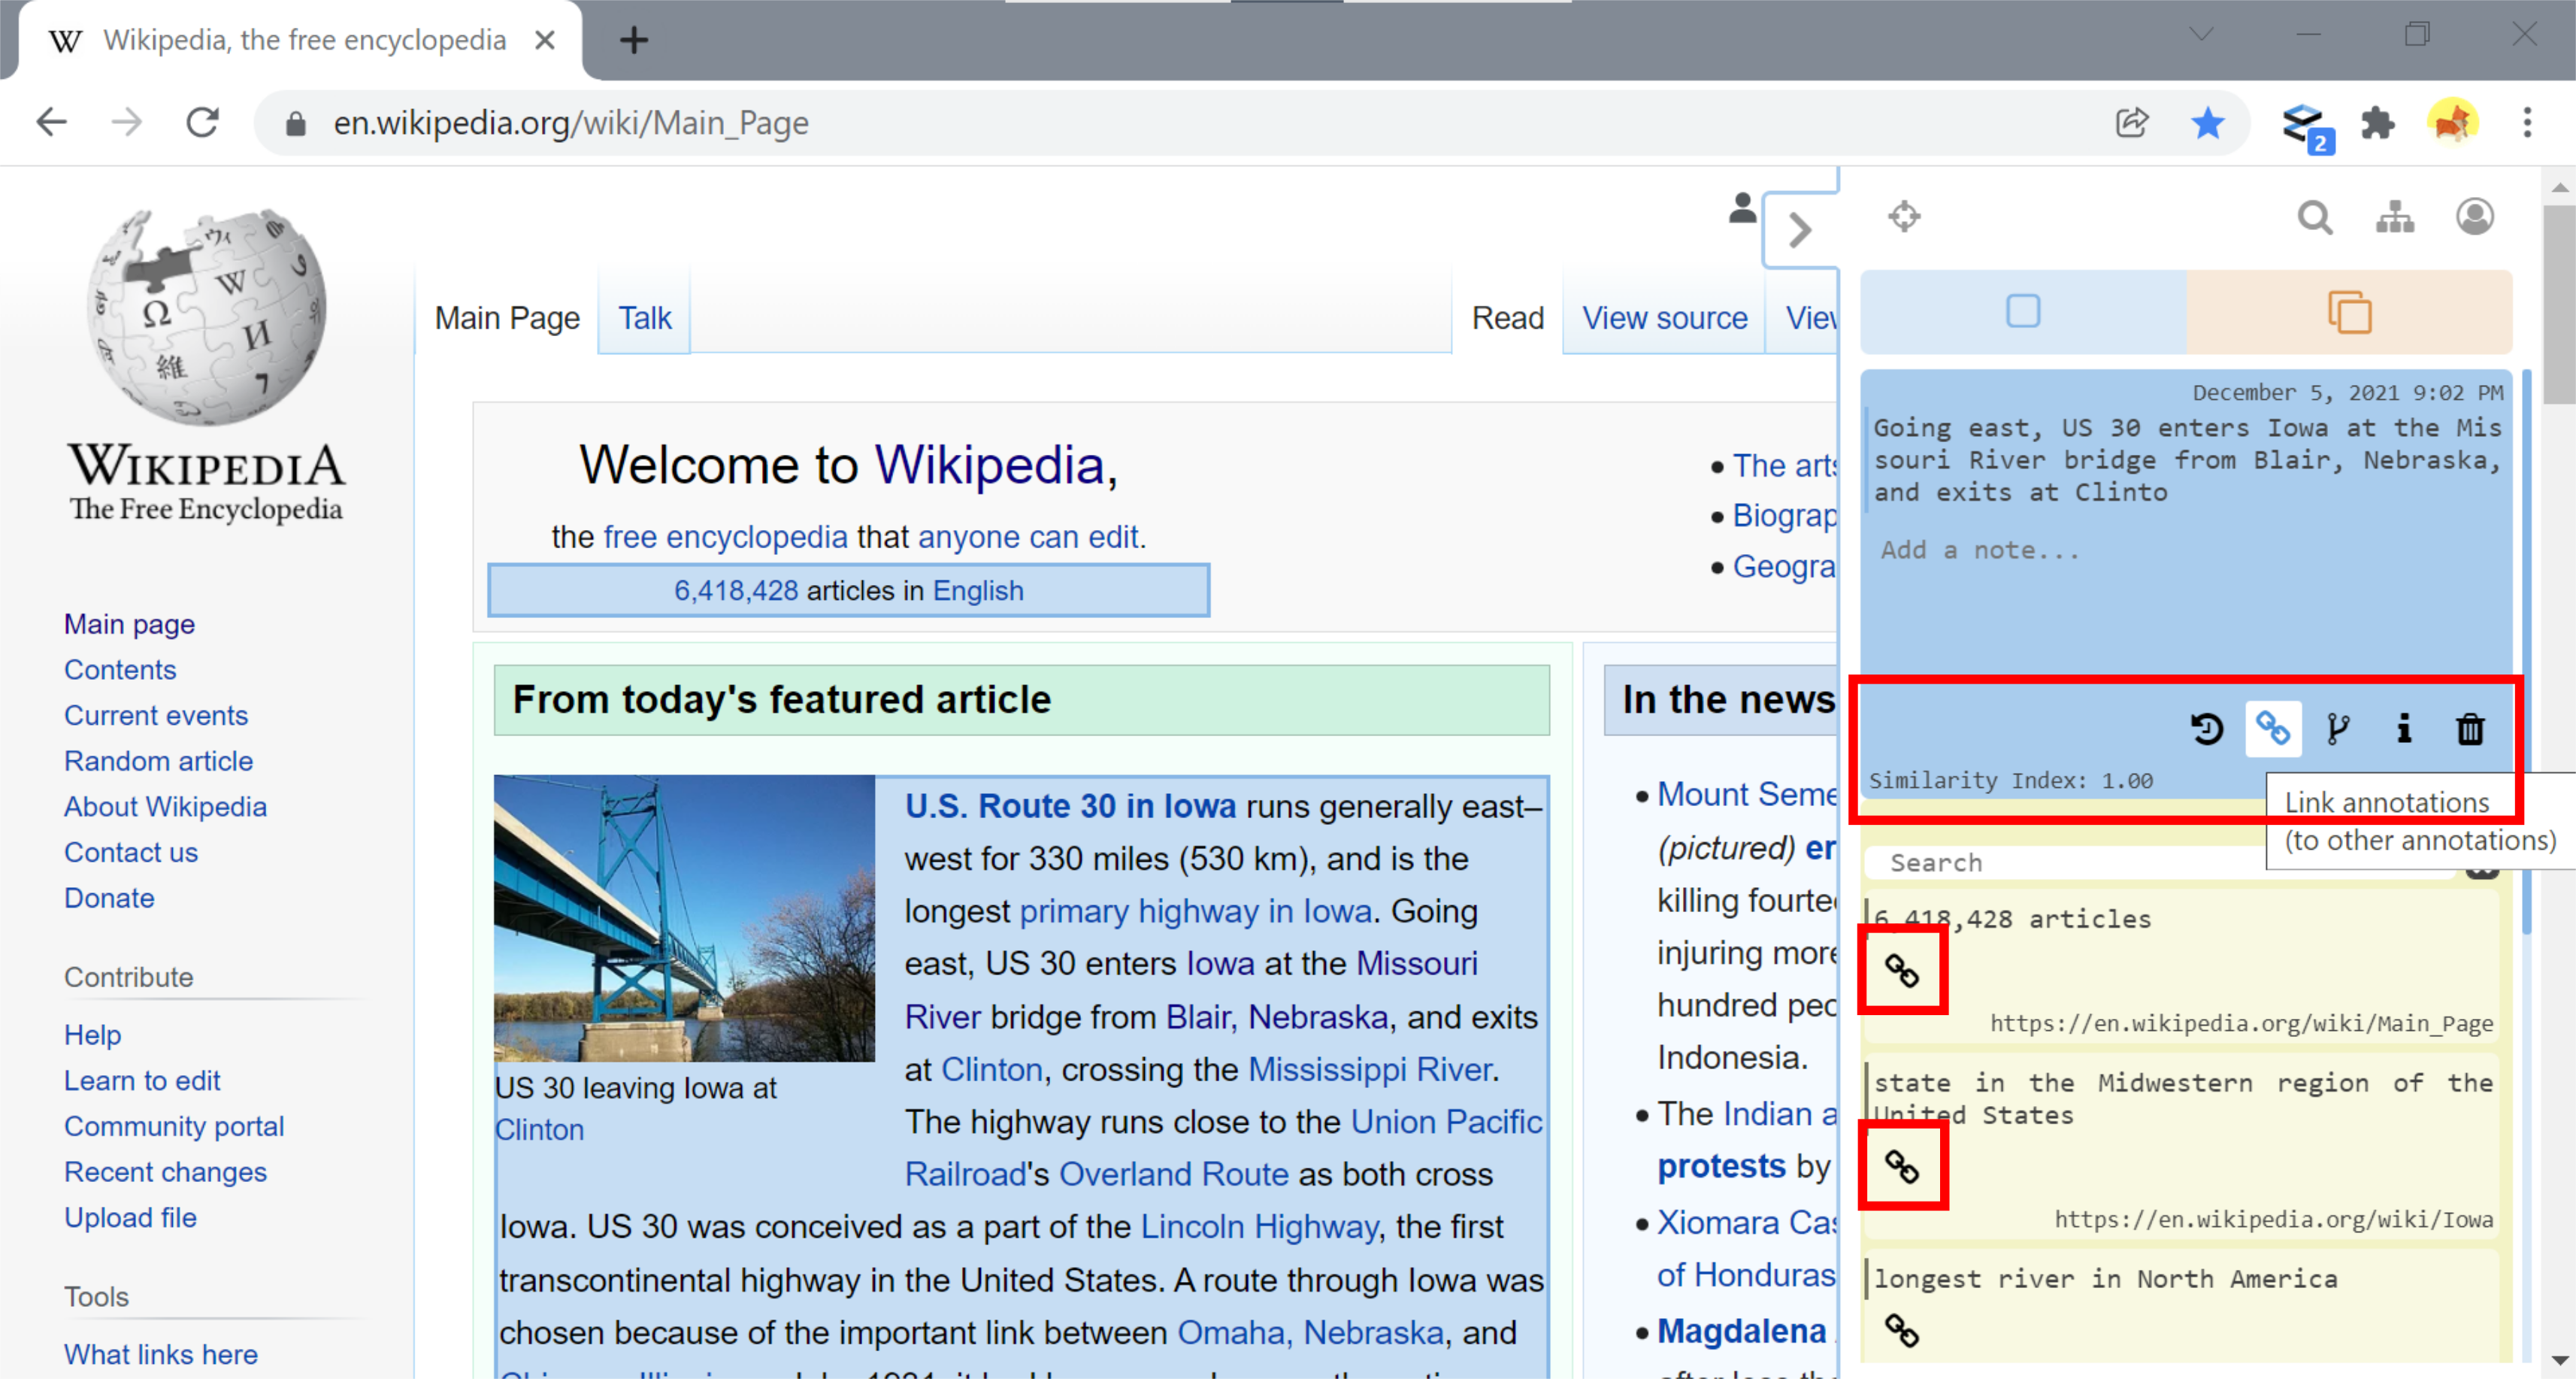 W Wikipedia, the free encyclopedia
en.wikipedia.org/wiki/Main_Page
2
WIKIPEDIA
The Free Encyclopedia
Main page
Contents
Current events
Random article
About Wikipedia
Contact us
Donate
Contribute
Help
Learn to edit
Community portal
Recent changes
Upload file
Tools
What links here
Main Page
Talk
Read
View source
Welcome to Wikipedia,
the free encyclopedia that anyone can edit.
6,418,428 articles in English
• The arts
• Biograp
• Geogra
From today's featured article
U.S. Route 30 in Iowa runs generally east–
west for 330 miles (530 km), and is the
longest primary highway in Iowa. Going
east, US 30 enters Iowa at the Missouri
River bridge from Blair, Nebraska, and exits
at Clinton, crossing the Mississippi River.
The highway runs close to the Union Pacific
Railroad's Overland Route as both cross
US 30 leaving Iowa at
Clinton
Iowa. US 30 was conceived as a part of the Lincoln Highway, the first
transcontinental highway in the United States. A route through Iowa was
chosen because of the important link between Omaha, Nebraska, and
In the news
• Mount Seme
(pictured) er
killing fourtee
injuring more
hundred peo
Indonesia.
• The Indian a
protests by
• Xiomara Cas
of Honduras
• Magdalena
December 5, 2021 9:02 PM
Going east, US 30 enters Iowa at the Mis
souri River bridge from Blair, Nebraska,
and exits at Clinto
Add a note...
Similarity Index: 1.00
Link annotations
(to other annotations)
Search
6,418,428 articles
https://en.wikipedia.org/wiki/Main_Page
state in the Midwestern region of the
United States
https://en.wikipedia.org/wiki/Iowa
longest river in North America